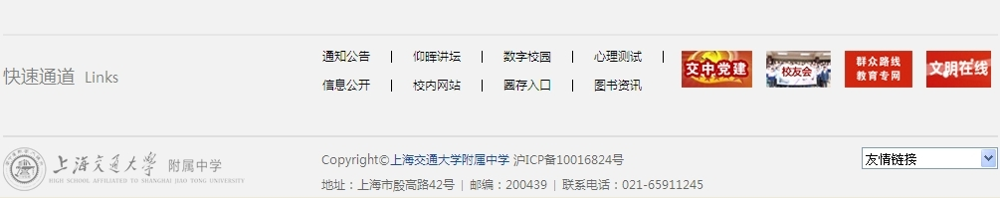 快速通道 Links
通知公告 | 仰晖讲坛 | 数字校园 | 心理测试 |
信息公开 | 校内网站 | 圈存入口 | 图书资讯
交中党建
校友会
群众路线
教育专网
文明在线
上海交通大学 附属中学
HIGH SCHOOL AFFILIATED TO SHANGHAI JIAO TONG UNIVERSITY
Copyright©上海交通大学附属中学 沪ICP备10016824号
地址：上海市殷高路42号 | 邮编：200439 | 联系电话：021-65911245
友情链接